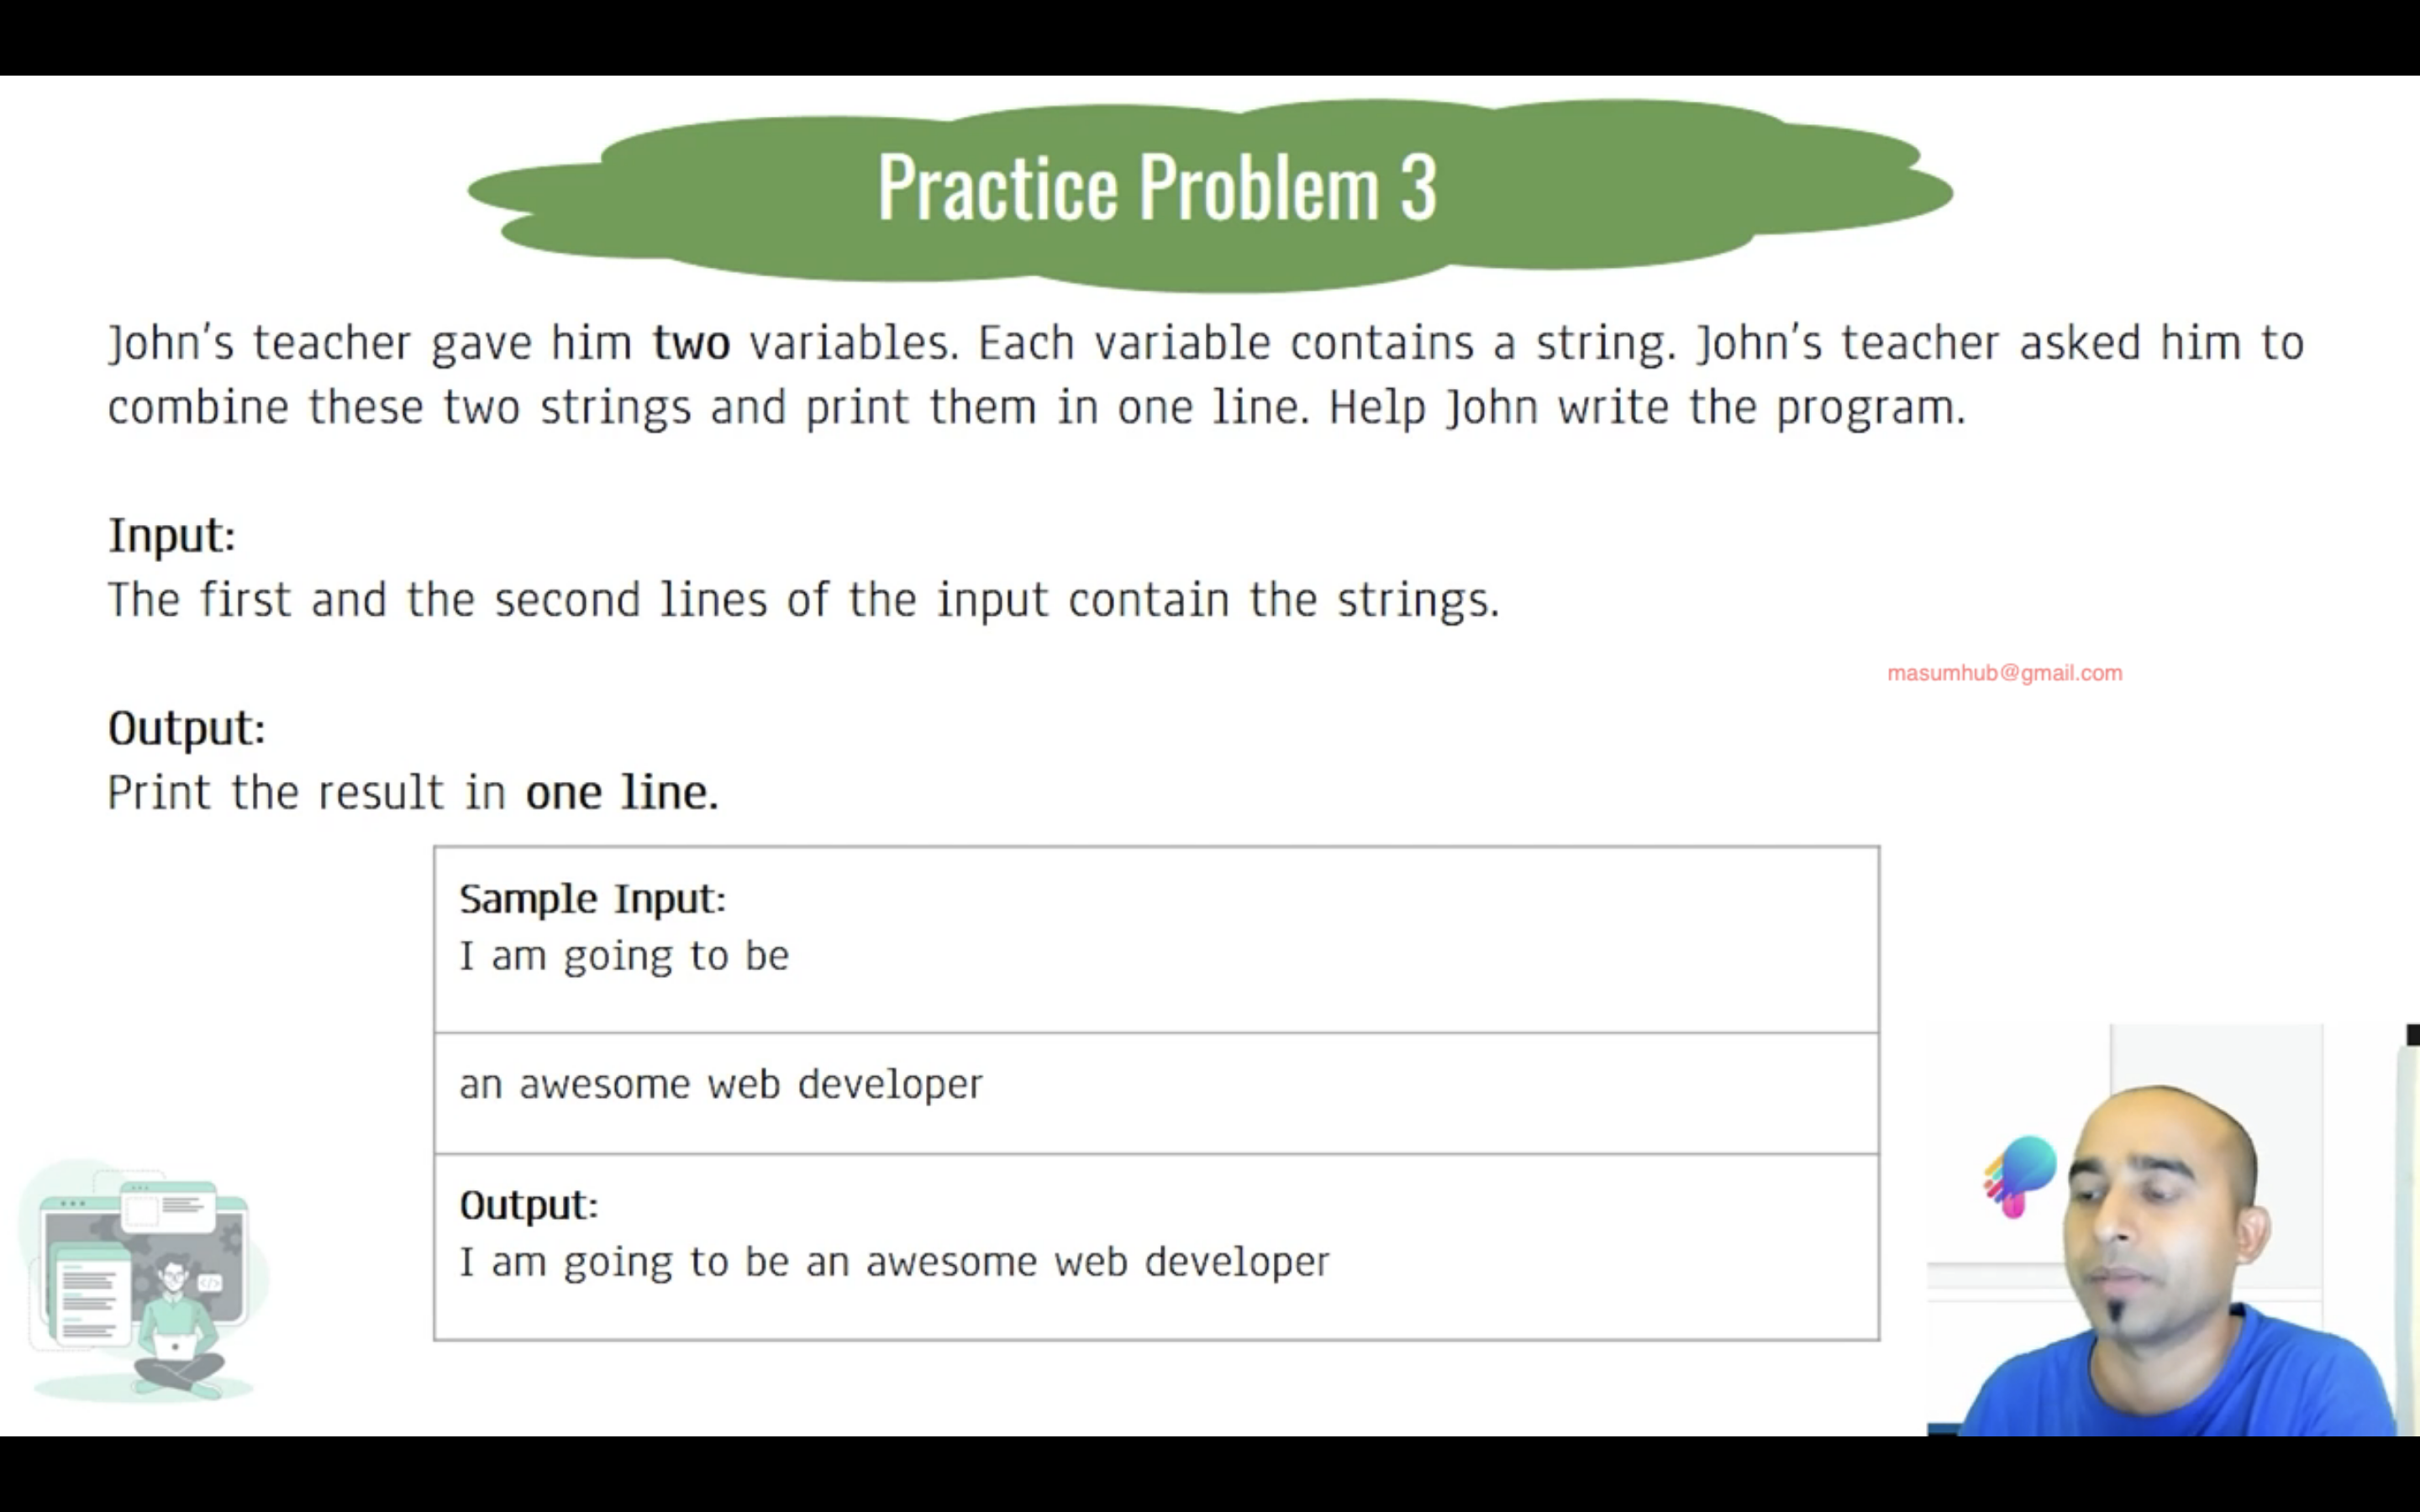 Practice Problem 3
John's teacher gave him two variables. Each variable contains a string. John's teacher asked him to
combine these two strings and print them in one line. Help John write the program.
Input:
The first and the second lines of the input contain the strings.
masumhub@gmail.com
Output:
Print the result in one line.
Sample Input:
I am going to be
an awesome web developer
Output:
I am going to be an awesome web developer